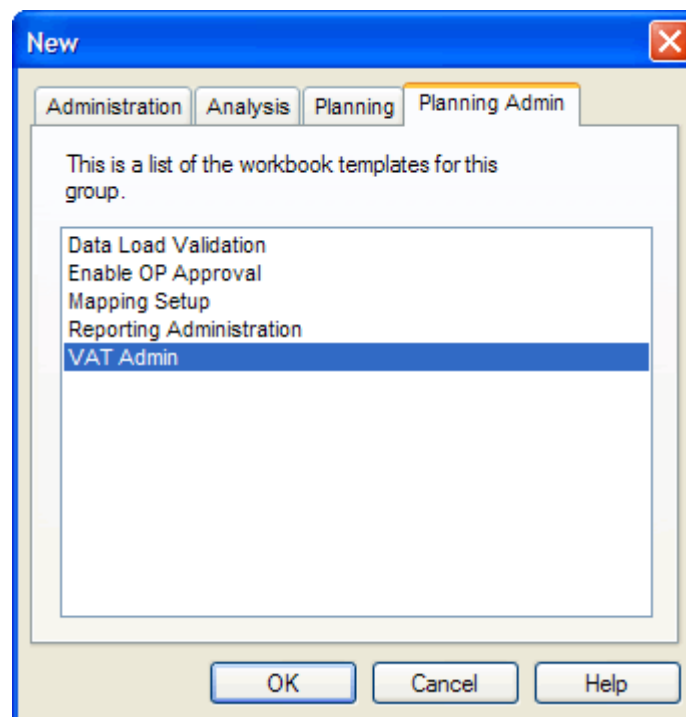 New
Administration Analysis Planning Planning Admin
This is a list of the workbook templates for this
group.
Data Load Validation
Enable OP Approval
Mapping Setup
Reporting Administration
VAT Admin
OK Cancel Help